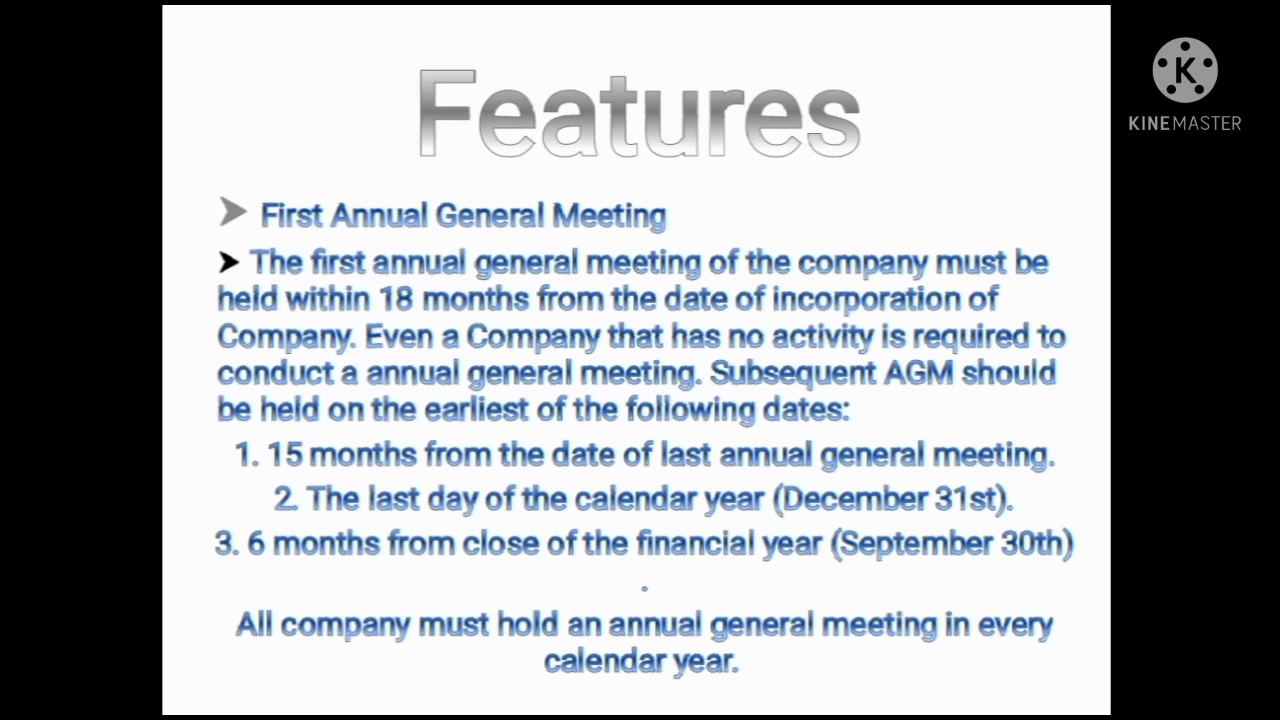 Features
KINEMASTER
First Annual General Meeting
The first annual general meeting of the company must be
held within 18 months from the date of incorporation of
Company. Even a Company that has no activity is required to
conduct a annual general meeting. Subsequent AGM should
be held on the earliest of the following dates:
1. 15 months from the date of last annual general meeting.
2. The last day of the calendar year (December 31st).
3. 6 months from close of the financial year (September 30th)
.
All company must hold an annual general meeting in every
calendar year.